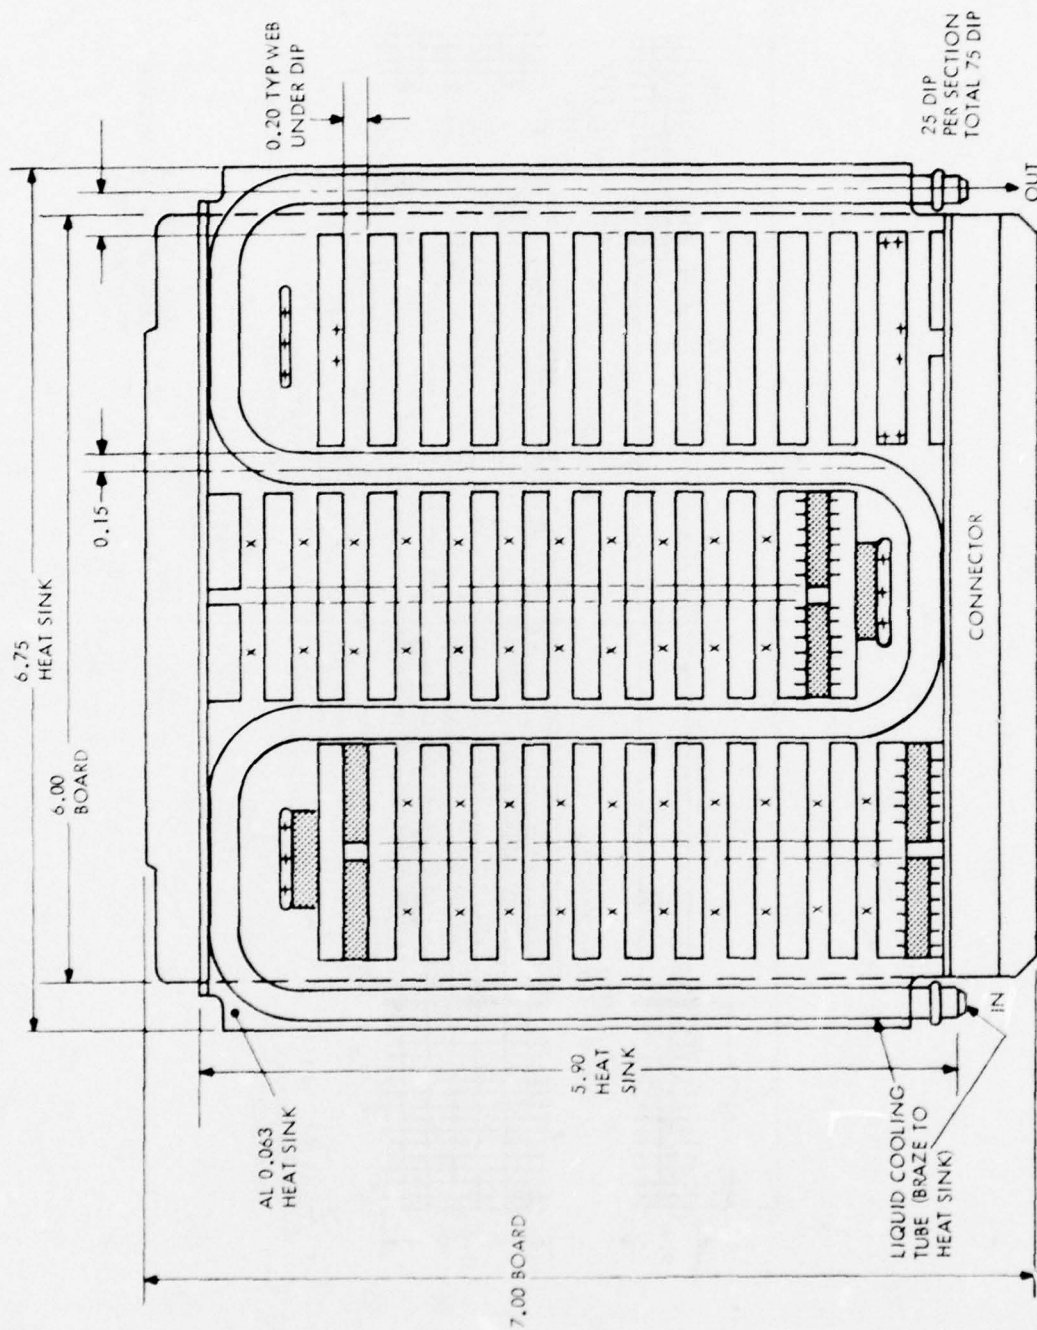 6.75
HEAT SINK
6.00
BOARD
0.15
0.20 TYP WEB
UNDER DIP
AL 0.063
HEAT SINK
5.90
HEAT
SINK
7.00 BOARD
LIQUID COOLING
TUBE (BRAZE TO
HEAT SINK)
IN
CONNECTOR
25 DIP
PER SECTION
TOTAL 75 DIP
OUT